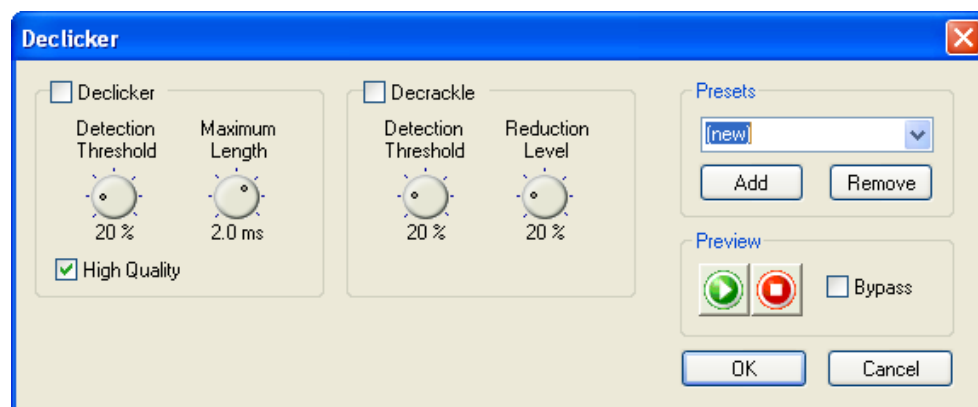 Declicker
Declicker
Detection
Threshold
20 %
Maximum
Length
2.0 ms
High Quality
Decrackle
Detection
Threshold
20 %
Reduction
Level
20 %
Presets
(new)
Add
Remove
Preview
Bypass
OK
Cancel